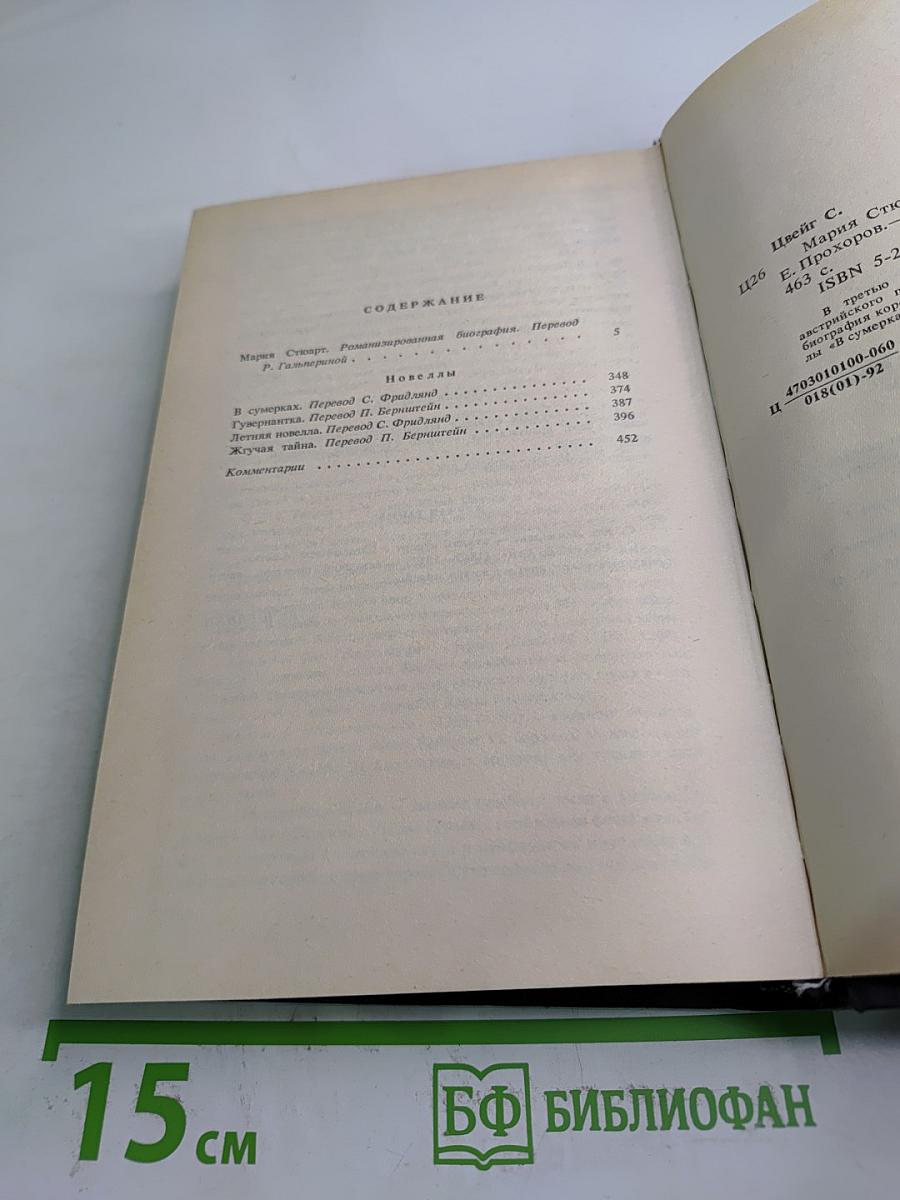 СОДЕРЖАНИЕ
Мария Стюарт. Романизированная биография. Перевод
Р. Гальпериной . . . . . . . . . . . . . . . 5
Новеллы
В сумерках. Перевод С. Фридлянд . . . . . . . . . . . . 348
Гувернантка. Перевод П. Бернштейн . . . . . . . . . . . . 374
Летняя новелла. Перевод С. Фридлянд . . . . . . . . . . . . 387
Жгучая тайна. Перевод П. Бернштейн . . . . . . . . . . . . 396
Комментарии . . . . . . . . . . . . . . . . . . . . . . . 452
Цвейг С.
Ц26 Мария
Е. Прохоров.—
463 с.
ISBN 5-2
В третью
австрийского
биография
лы «В сумерка
Ц 4703010100-060
018(01)-92
15 см
БФ БИБЛИОФАН